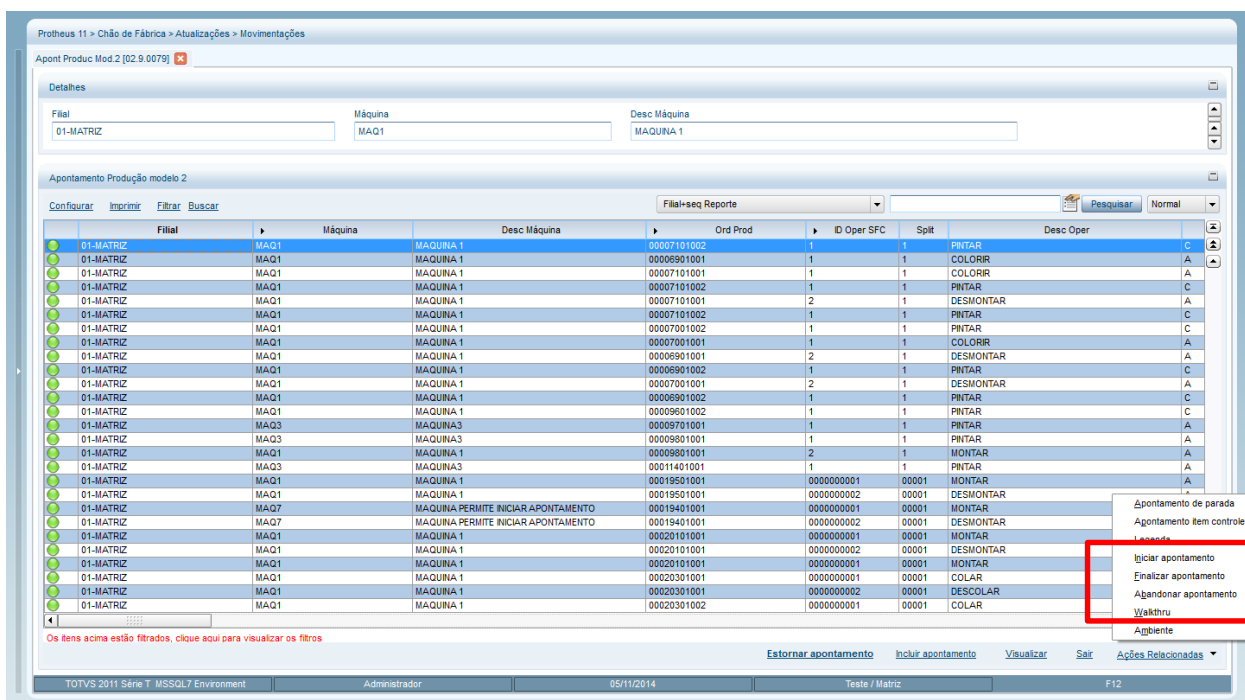 Protheus 11 > Chão de Fábrica > Atualizações > Movimentações
Apont Produc Mod.2 [02.9.0079]
Detalhes
Filial Máquina Desc Máquina
01-MATRIZ MAQ1 MAQUINA 1
Apontamento Produção modelo 2
Configurar Imprimir Filtrar Buscar Filial+seq Reporte Pesquisar Normal
Filial Máquina Desc Máquina Ord Prod ID Oper SFC Split Desc Oper
01-MATRIZ MAQ1 MAQUINA 1 00007101002 1 1 PINTAR C
01-MATRIZ MAQ1 MAQUINA 1 00006901001 1 1 COLORIR A
01-MATRIZ MAQ1 MAQUINA 1 00007101001 1 1 COLORIR A
01-MATRIZ MAQ1 MAQUINA 1 00007101002 1 1 PINTAR C
01-MATRIZ MAQ1 MAQUINA 1 00007101001 2 1 DESMONTAR A
01-MATRIZ MAQ1 MAQUINA 1 00007101002 1 1 PINTAR C
01-MATRIZ MAQ1 MAQUINA 1 00007001002 1 1 PINTAR C
01-MATRIZ MAQ1 MAQUINA 1 00007001001 1 1 COLORIR A
01-MATRIZ MAQ1 MAQUINA 1 00006901001 2 1 DESMONTAR A
01-MATRIZ MAQ1 MAQUINA 1 00006901002 1 1 PINTAR C
01-MATRIZ MAQ1 MAQUINA 1 00007001001 2 1 DESMONTAR A
01-MATRIZ MAQ1 MAQUINA 1 00006901002 1 1 PINTAR C
01-MATRIZ MAQ1 MAQUINA 1 00009601002 1 1 PINTAR C
01-MATRIZ MAQ3 MAQUINA3 00009701001 1 1 PINTAR A
01-MATRIZ MAQ3 MAQUINA3 00009801001 1 1 PINTAR A
01-MATRIZ MAQ1 MAQUINA 1 00009801001 2 1 MONTAR A
01-MATRIZ MAQ3 MAQUINA3 00011401001 1 1 PINTAR A
01-MATRIZ MAQ1 MAQUINA 1 00019501001 0000000001 00001 MONTAR A
01-MATRIZ MAQ1 MAQUINA 1 00019501001 0000000002 00001 DESMONTAR
01-MATRIZ MAQ7 MAQUINA PERMITE INICIAR APONTAMENTO 00019401001 0000000001 00001 MONTAR
01-MATRIZ MAQ7 MAQUINA PERMITE INICIAR APONTAMENTO 00019401001 0000000002 00001 DESMONTAR
01-MATRIZ MAQ1 MAQUINA 1 00020101001 0000000001 00001 MONTAR
01-MATRIZ MAQ1 MAQUINA 1 00020101001 0000000002 00001 DESMONTAR
01-MATRIZ MAQ1 MAQUINA 1 00020101001 0000000001 00001 MONTAR
01-MATRIZ MAQ1 MAQUINA 1 00020301001 0000000001 00001 COLAR
01-MATRIZ MAQ1 MAQUINA 1 00020301001 0000000002 00001 DESCOLAR
01-MATRIZ MAQ1 MAQUINA 1 00020301002 0000000001 00001 COLAR
Apontamento de parada
Apontamento item controle
Legenda
Iniciar apontamento
Finalizar apontamento
Abandonar apontamento
Walkthru
Ambiente
Os itens acima estão filtrados, clique aqui para visualizar os filtros
Estornar apontamento Incluir apontamento Visualizar Sair Ações Relacionadas
TOTVS 2011 Série T MSSQL7 Environment Administrador 05/11/2014 Teste / Matriz F12